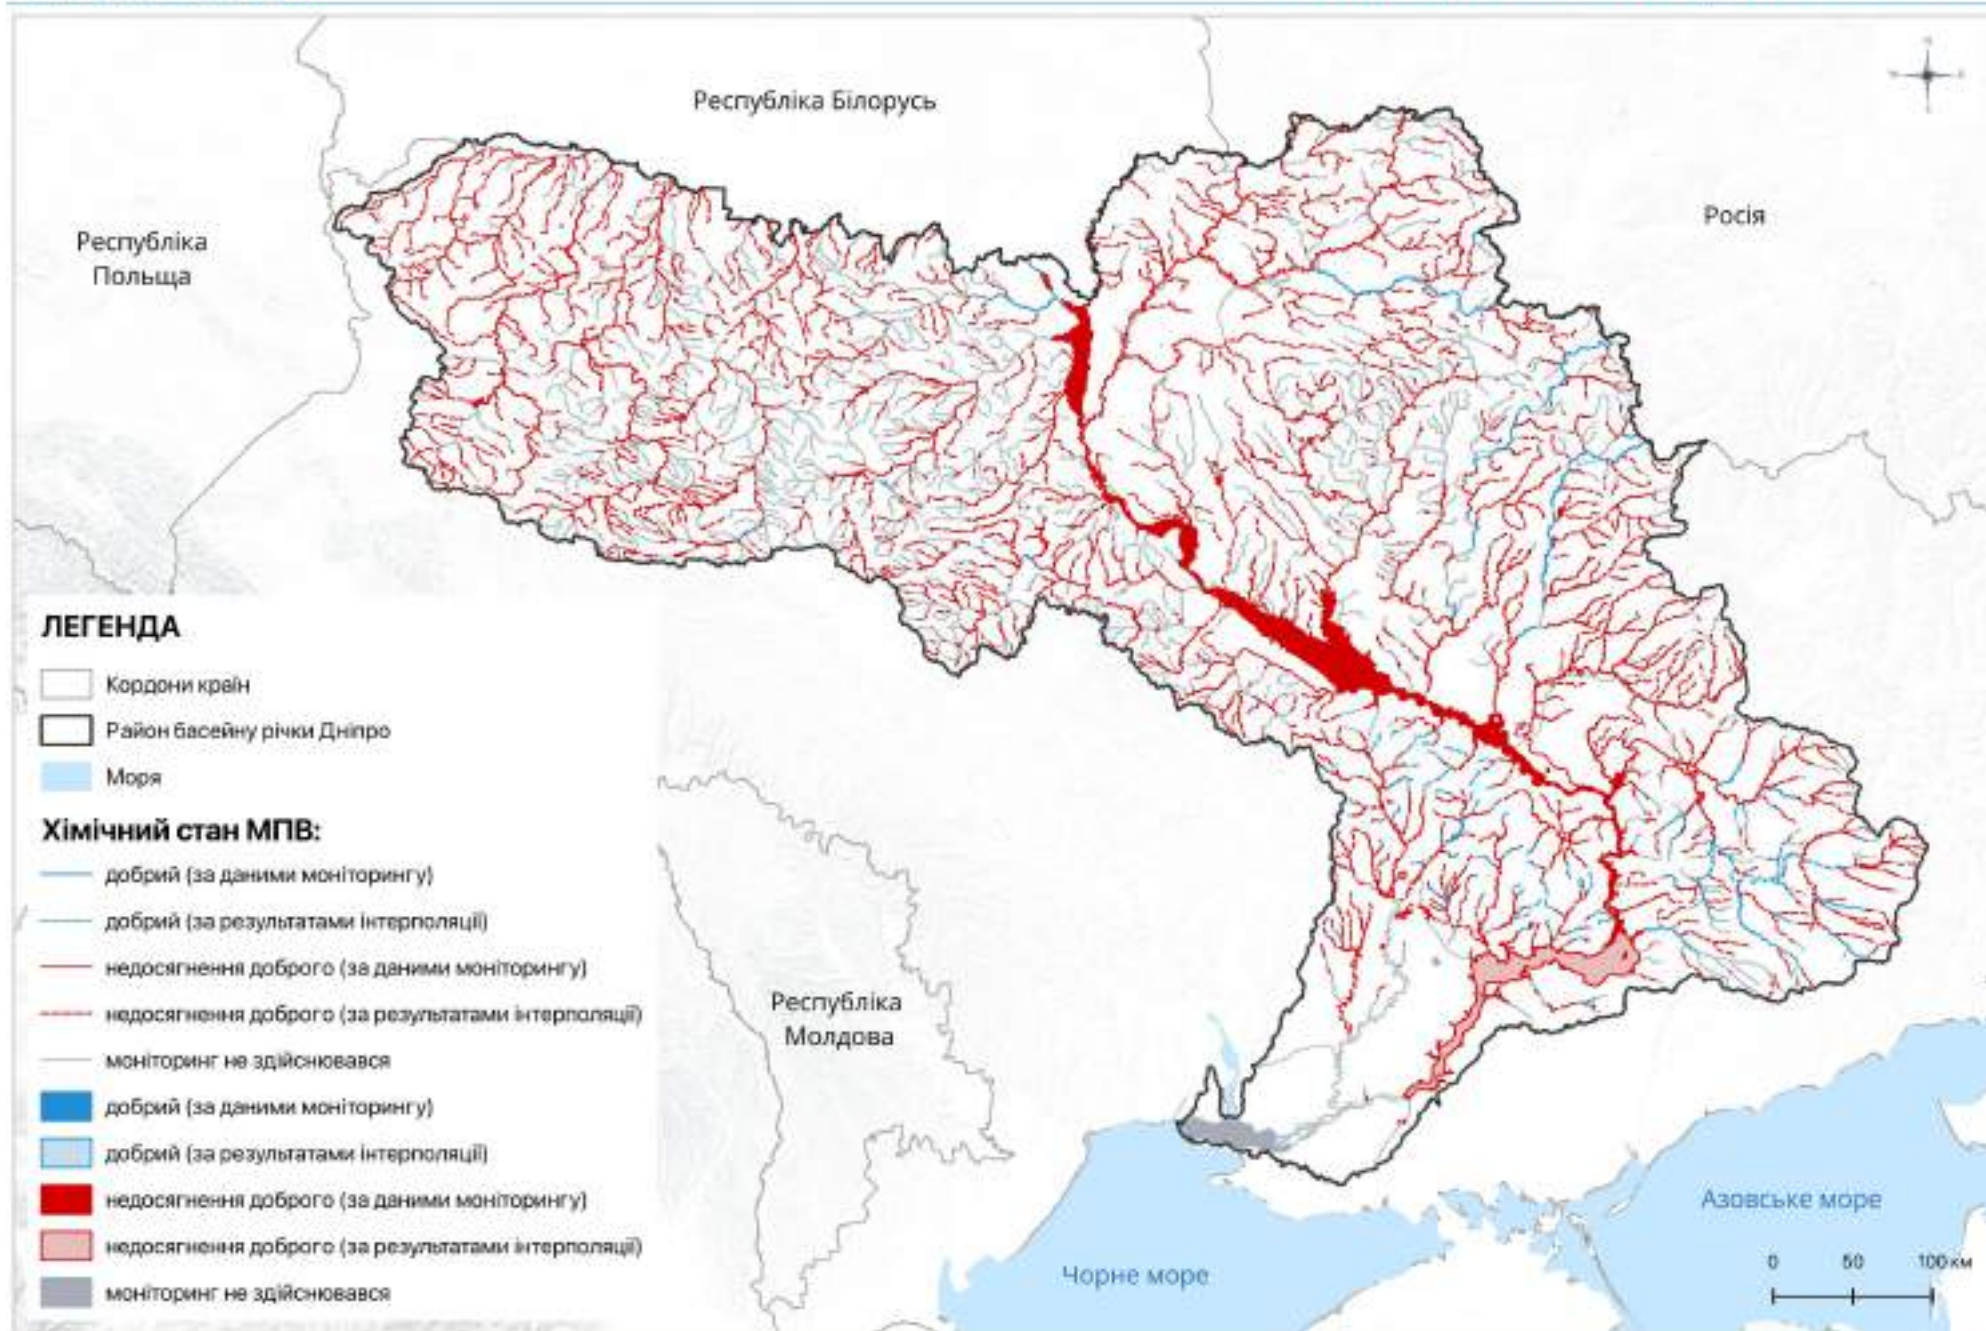 Республіка Білорусь
Росія
Республіка
Польща
ЛЕГЕНДА
Кордони країн
Район басейну річки Дніпро
Моря
Хімічний стан МПВ:
добрий (за даними моніторингу)
добрий (за результатами інтерполяції)
недосягнення доброго (за даними моніторингу)
недосягнення доброго (за результатами інтерполяції)
моніторинг не здійснювався
добрий (за даними моніторингу)
добрий (за результатами інтерполяції)
недосягнення доброго (за даними моніторингу)
недосягнення доброго (за результатами інтерполяції)
моніторинг не здійснювався
Республіка
Молдова
Чорне море
Азовське море
0 50 100 км